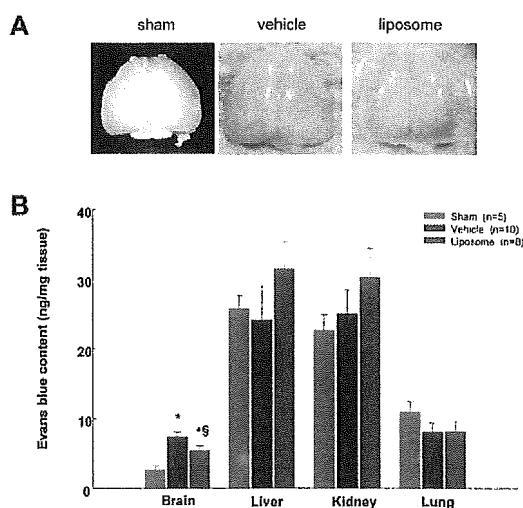 A
sham vehicle liposome
B
Evans blue content (ng/mg tissue)
40
30
20
10
0
Sham (n=5)
Vehicle (n=10)
Liposome (n=8)
*
*§
Brain Liver Kidney Lung